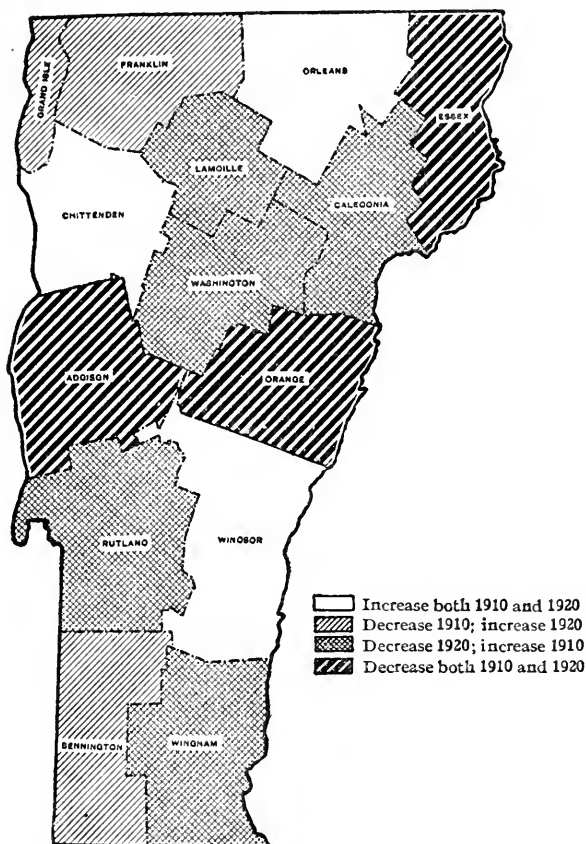 GRAND ISLE
FRANKLIN
ORLEANS
ESSEX
LAMOILLE
CALEDONIA
CHITTENDEN
WASHINGTON
ADDISON
ORANGE
RUTLAND
WINDSOR
Increase both 1910 and 1920
Decrease 1910; increase 1920
Decrease 1920; increase 1910
Decrease both 1910 and 1920
BENNINGTON
WINDHAM